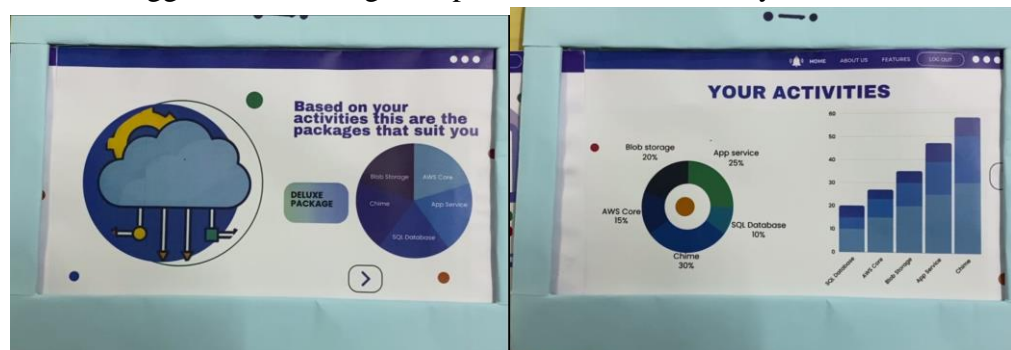 Based on your
activities this are the
packages that suit you
DELUXE
PACKAGE
Blob Storage
AWS Core
Chime
App Service
SQL Database
HOME ABOUT US FEATURES LOG OUT
YOUR ACTIVITIES
Blob storage
20%
App service
25%
AWS Core
15%
SQL Database
10%
Chime
30%
60
50
40
30
20
10
0
SQL Database
AWS Core
Blob Storage
App Service
Chime